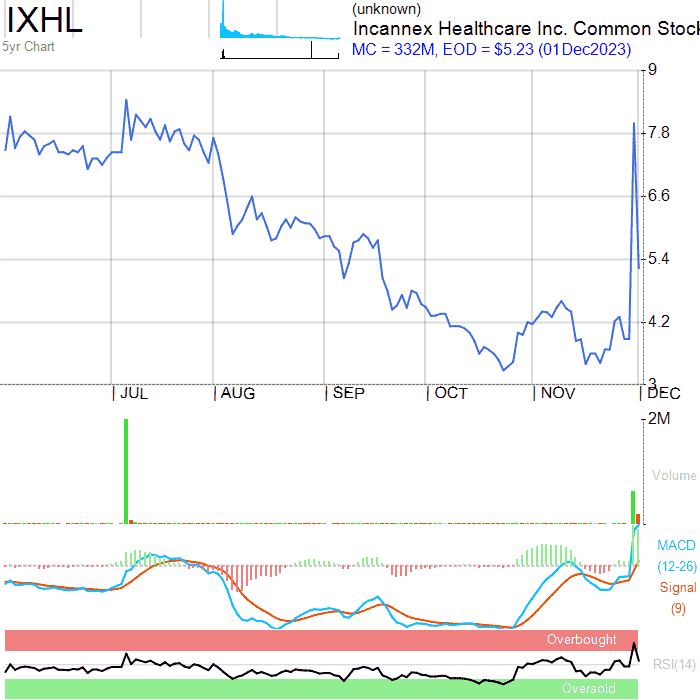 IXHL
(unknown)
Incannex Healthcare Inc. Common Stock
5yr Chart
MC = 332M, EOD = $5.23 (01Dec2023)
9
7.8
6.6
5.4
4.2
3
JUL AUG SEP OCT NOV DEC
2M
Volume
MACD
(12-26)
Signal
(9)
Overbought
RSI(14)
Oversold